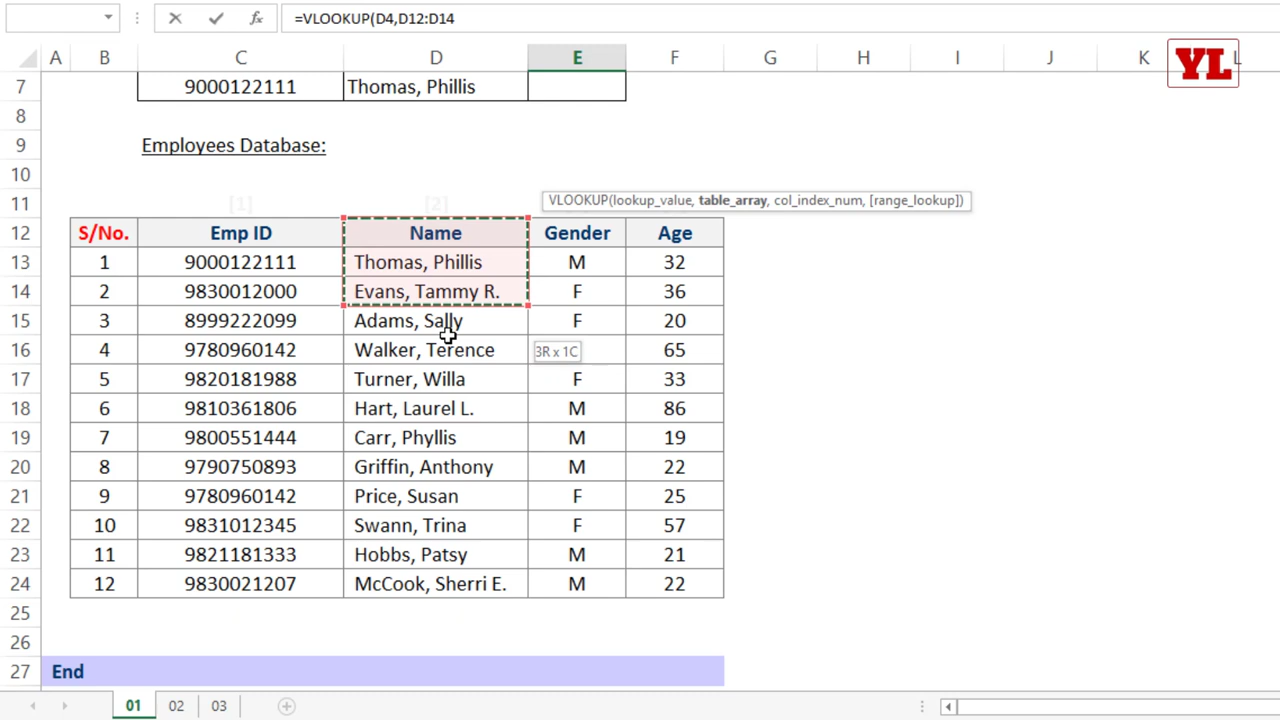 =VLOOKUP(D4,D12:D14
A B C D E F G H I J K L
YL
7 9000122111 Thomas, Phillis
8
9 Employees Database:
10
11 [1] [2] VLOOKUP(lookup_value, table_array, col_index_num, [range_lookup])
12 S/No. Emp ID Name Gender Age
13 1 9000122111 Thomas, Phillis M 32
14 2 9830012000 Evans, Tammy R. F 36
15 3 8999222099 Adams, Sally F 20
16 4 9780960142 Walker, Terence 3R x 1C 65
17 5 9820181988 Turner, Willa F 33
18 6 9810361806 Hart, Laurel L. M 86
19 7 9800551444 Carr, Phyllis M 19
20 8 9790750893 Griffin, Anthony M 22
21 9 9780960142 Price, Susan F 25
22 10 9831012345 Swann, Trina F 57
23 11 9821181333 Hobbs, Patsy M 21
24 12 9830021207 McCook, Sherri E. M 22
25
26
27 End
01 02 03